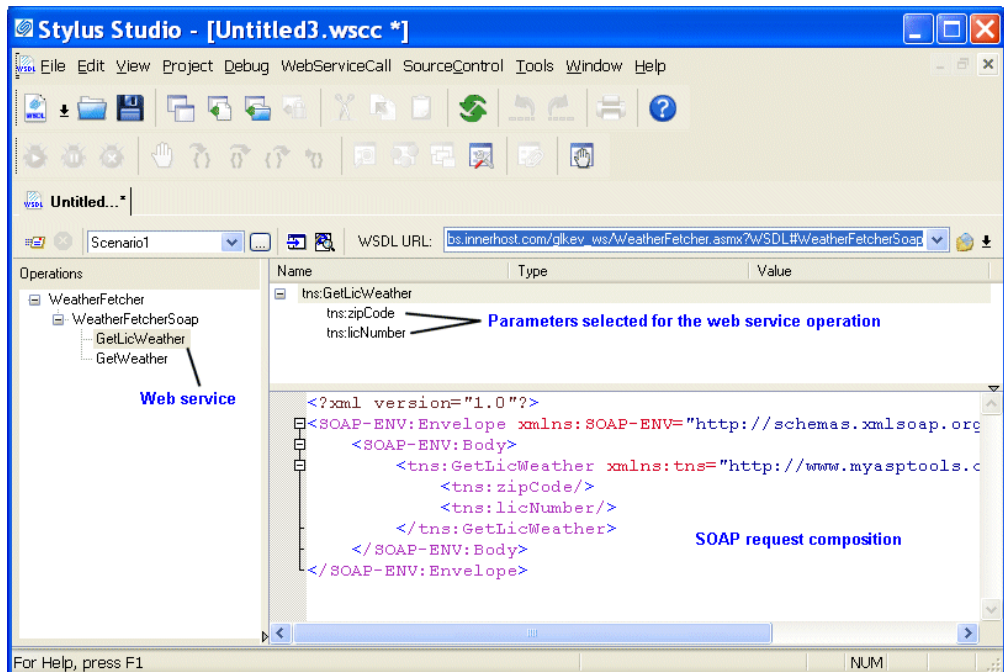 Stylus Studio - [Untitled3.wscc *]
WSDL File Edit View Project Debug WebServiceCall SourceControl Tools Window Help
WSDL
WSDL Untitled...*
Scenario1 ... WSDL URL: bs.innerhost.com/glkev_ws/WeatherFetcher.asmx?WSDL#WeatherFetcherSoap
Operations
WeatherFetcher
WeatherFetcherSoap
GetLicWeather
GetWeather
Web service
Name Type Value
tns:GetLicWeather
tns:zipCode
tns:licNumber
Parameters selected for the web service operation
<?xml version="1.0"?>
<SOAP-ENV:Envelope xmlns:SOAP-ENV="http://schemas.xmlsoap.org
<SOAP-ENV:Body>
<tns:GetLicWeather xmlns:tns="http://www.myasptools.c
<tns:zipCode/>
<tns:licNumber/>
</tns:GetLicWeather>
</SOAP-ENV:Body>
</SOAP-ENV:Envelope>
SOAP request composition
For Help, press F1 NUM